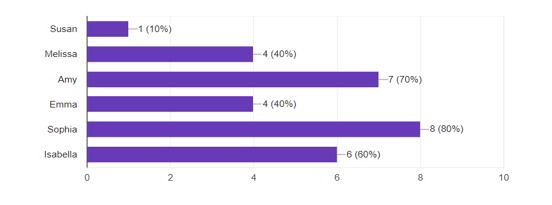 Susan 1 (10%)
Melissa 4 (40%)
Amy 7 (70%)
Emma 4 (40%)
Sophia 8 (80%)
Isabella 6 (60%)
0 2 4 6 8 10